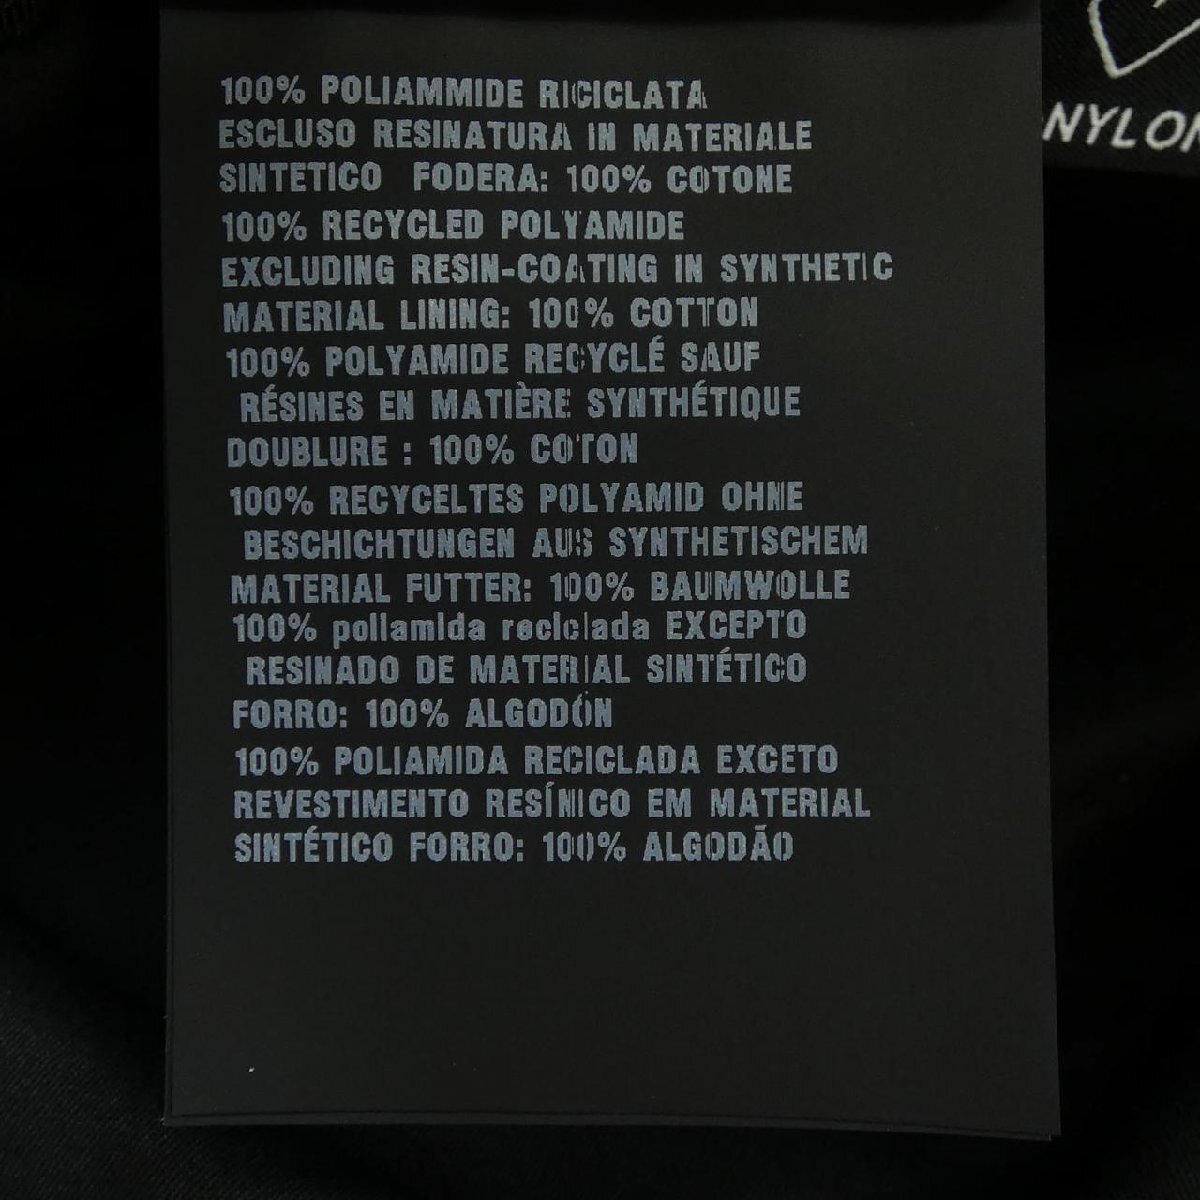 100% POLIAMMIDE RICICLATA
ESCLUSO RESINATURA IN MATERIALE
SINTETICO FODERA: 100% COTONE
100% RECYCLED POLYAMIDE
EXCLUDING RESIN-COATING IN SYNTHETIC
MATERIAL LINING: 100% COTTON
100% POLYAMIDE RECYCLÉ SAUF
RÉSINES EN MATIÈRE SYNTHÉTIQUE
DOUBLURE : 100% COTON
100% RECYCELTES POLYAMID OHNE
BESCHICHTUNGEN AUS SYNTHETISCHEM
MATERIAL FUTTER: 100% BAUMWOLLE
100% poliamida reciclada EXCEPTO
RESINADO DE MATERIAL SINTÉTICO
FORRO: 100% ALGODÓN
100% POLIAMIDA RECICLADA EXCETO
REVESTIMENTO RESÍNICO EM MATERIAL
SINTÉTICO FORRO: 100% ALGODÃO
NYLON